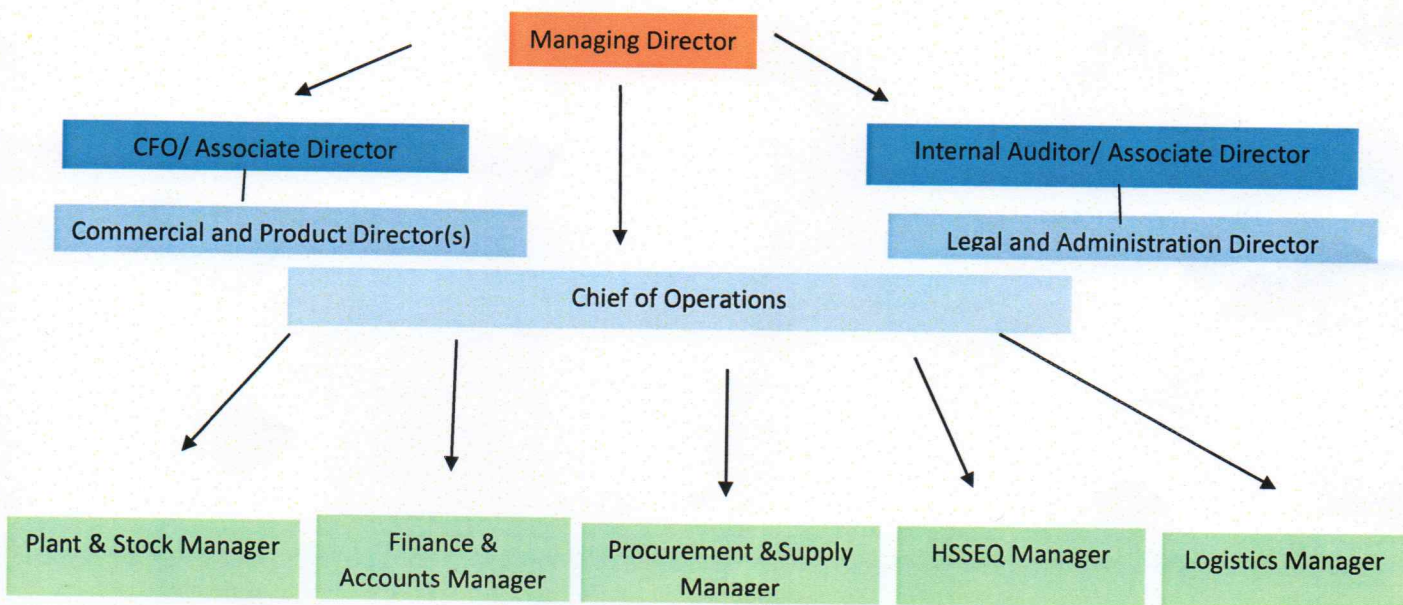 Managing Director
CFO/ Associate Director
Internal Auditor/ Associate Director
Commercial and Product Director(s)
Legal and Administration Director
Chief of Operations
Plant & Stock Manager
Finance &
Accounts Manager
Procurement &Supply
Manager
HSSEQ Manager
Logistics Manager